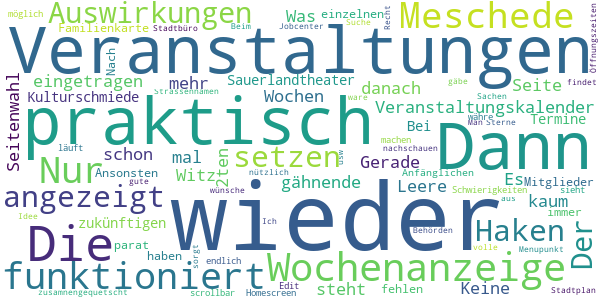 möglich Auswirkungen Was einzelnen Meschede Öffnungszeiten
Familienkarte Stadtbüro Beim Jobcenter Suche Recht
Veranstaltungen
Nach
Seitenwahl eingetragen mehr Sauerlandtheater danach Seite findet
Kulturschmiede Strassennamen Wochen gäbe Sachen
praktisch ware Veranstaltungskalender
wahre Termine
läuft schon mal setzen Bei Man Sterne Dann
machen nachschauen
Nur Ansonsten Witz 2ten nützlich usw Gerade Anfänglichen Es Mitglieder
gute wünsche gähnende Leere Schwierigkeiten aus sieht
angezeigt wieder kaum immer
Idee zukünftigen Ich Behörden Haken Der
Die parat haben sorgt endlich volle Menupunkt
funktioniert Wochenanzeige
steht fehlen Keine
zusammengequetscht scrollbar Homescreen Edit Stadtplan